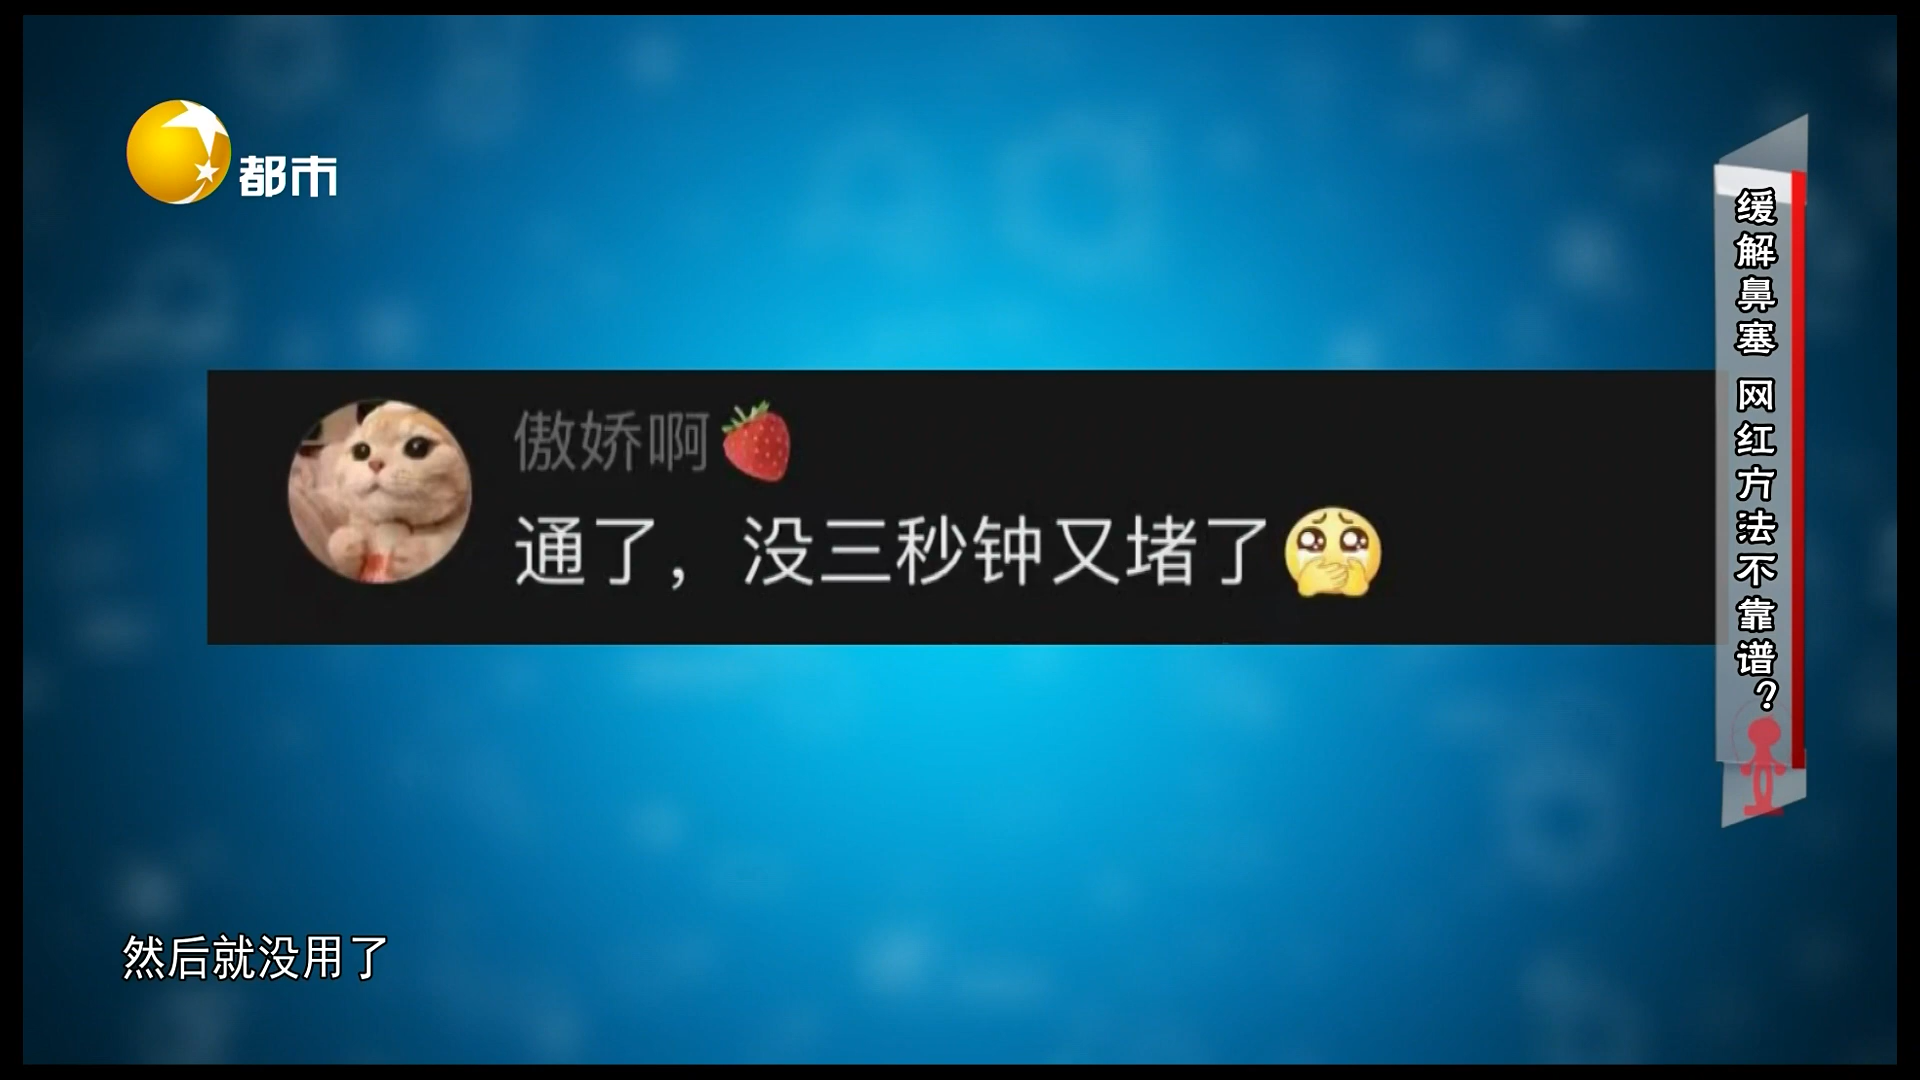 都市
傲娇啊🍓
通了，没三秒钟又堵了🥹
缓解鼻塞 网红方法不靠谱？
然后就没用了